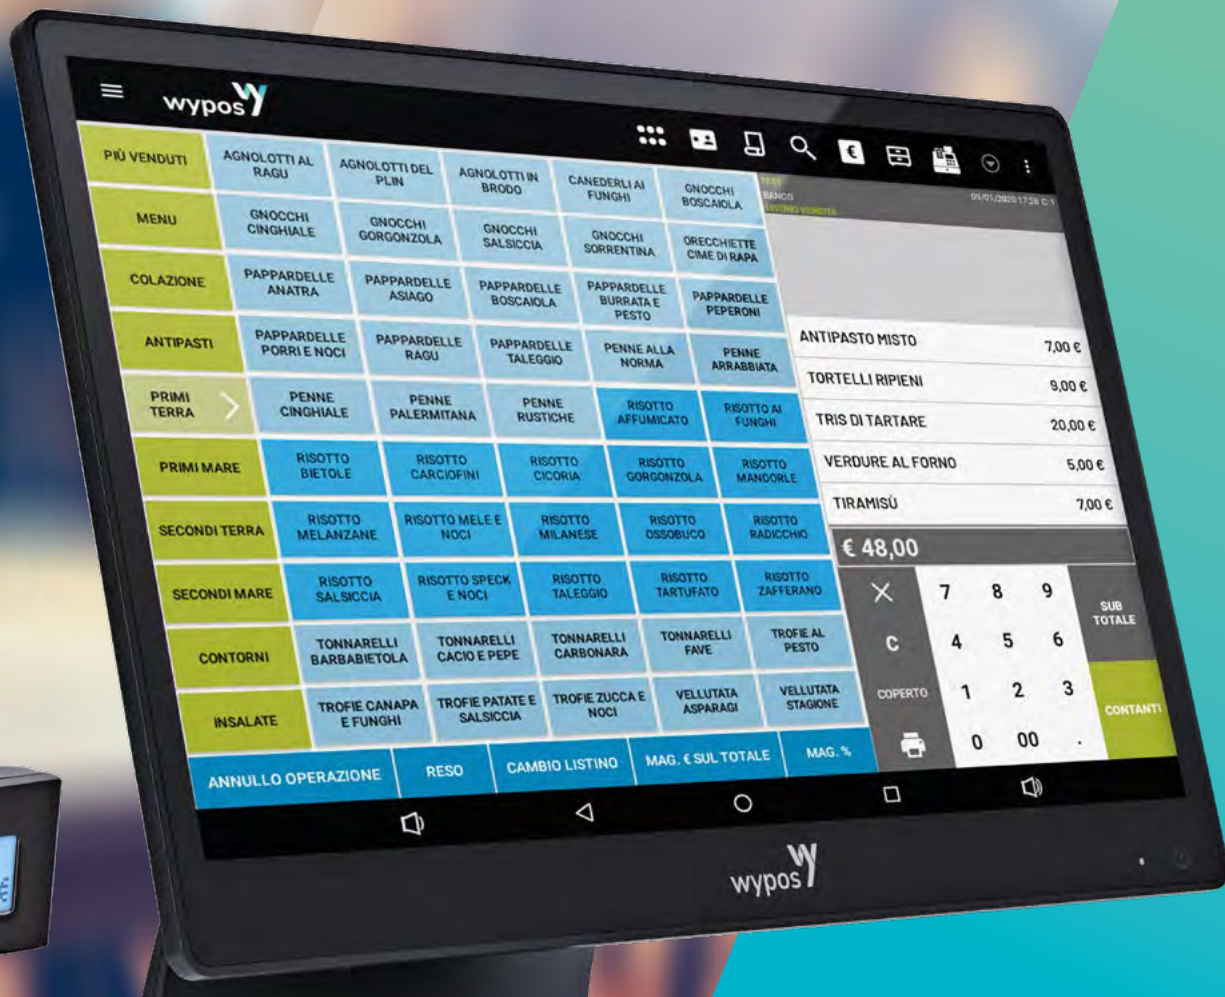 wypos
PIÙ VENDUTI
AGNOLOTTI AL
RAGU
AGNOLOTTI DEL
PLIN
AGNOLOTTI IN
BRODO
CANEDERLI AI
FUNGHI
GNOCCHI
BOSCAIOLA
MENU
GNOCCHI
CINGHIALE
GNOCCHI
GORGONZOLA
GNOCCHI
SALSICCIA
GNOCCHI
SORRENTINA
ORECCHIETTE
CIME DI RAPA
COLAZIONE
PAPPARDELLE
ANATRA
PAPPARDELLE
ASIAGO
PAPPARDELLE
BOSCAIOLA
PAPPARDELLE
BURRATA E
PESTO
PAPPARDELLE
PEPERONI
ANTIPASTI
PAPPARDELLE
PORRI E NOCI
PAPPARDELLE
RAGU
PAPPARDELLE
TALEGGIO
PENNE ALLA
NORMA
PENNE
ARRABBIATA
PRIMI
TERRA
PENNE
CINGHIALE
PENNE
PALERMITANA
PENNE
RUSTICHE
RISOTTO
AFFUMICATO
RISOTTO AI
FUNGHI
PRIMI MARE
RISOTTO
BIETOLE
RISOTTO
CARCIOFINI
RISOTTO
CICORIA
RISOTTO
GORGONZOLA
RISOTTO
MANDORLE
SECONDI TERRA
RISOTTO
MELANZANE
RISOTTO MELE E
NOCI
RISOTTO
MILANESE
RISOTTO
OSSOBUCO
RISOTTO
RADICCHIO
SECONDI MARE
RISOTTO
SALSICCIA
RISOTTO SPECK
E NOCI
RISOTTO
TALEGGIO
RISOTTO
TARTUFATO
RISOTTO
ZAFFERANO
CONTORNI
TONNARELLI
BARBABIETOLA
TONNARELLI
CACIO E PEPE
TONNARELLI
CARBONARA
TONNARELLI
FAVE
TROFIE AL
PESTO
INSALATE
TROFIE CANAPA
E FUNGHI
TROFIE PATATE E
SALSICCIA
TROFIE ZUCCA E
NOCI
VELLUTATA
ASPARAGI
VELLUTATA
STAGIONE
ANNULLO OPERAZIONE
RESO
CAMBIO LISTINO
MAG. € SUL TOTALE
MAG. %
€
TEST
BANCO 09/01/2020 17:28 C:1
LISTINO VENDITA
ANTIPASTO MISTO 7,00 €
TORTELLI RIPIENI 9,00 €
TRIS DI TARTARE 20,00 €
VERDURE AL FORNO 5,00 €
TIRAMISÙ 7,00 €
€ 48,00
7 8 9
SUB
TOTALE
C 4 5 6
COPERTO 1 2 3
CONTANTI
0 00 .
wypos